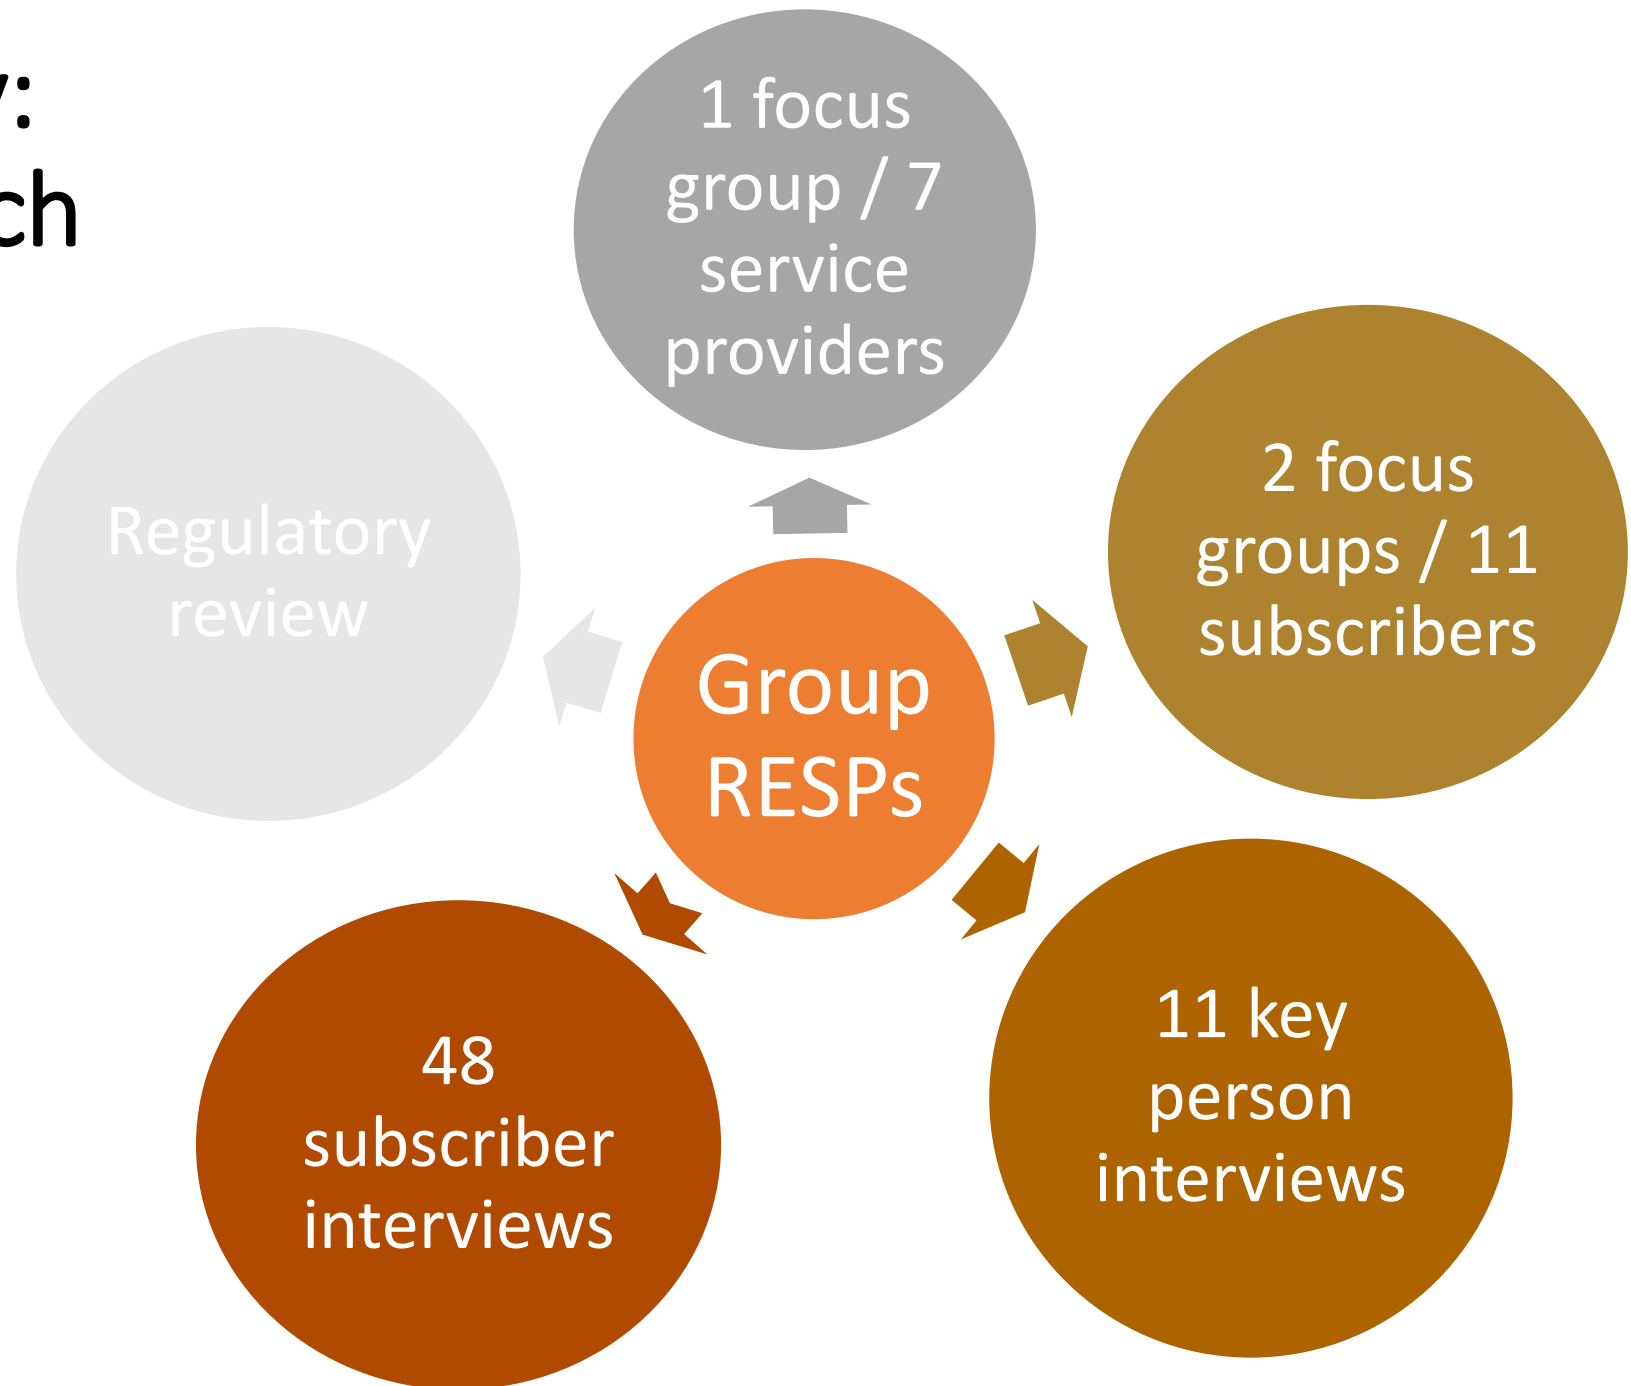 1 focus
group / 7
service
providers
2 focus
groups / 11
subscribers
11 key
person
interviews
48
subscriber
interviews
Regulatory
review
Group
RESPs